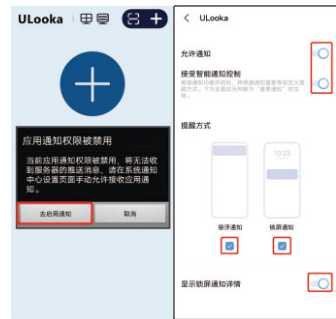 ULooka
应用通知权限被禁用
当前应用通知权限被禁用，将无法收
到服务器的推送消息，请在系统通知
中心设置页面手动允许接收应用通
知。
去启用通知
取消
ULooka
允许通知
接受智能通知控制
提醒方式
10:23
悬浮通知
锁屏通知
显示锁屏通知详情